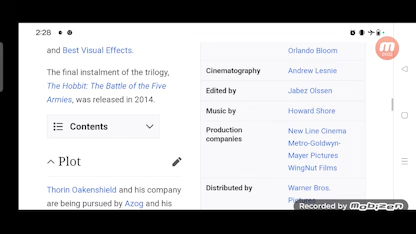 2:28
and Best Visual Effects.
The final instalment of the trilogy,
The Hobbit: The Battle of the Five
Armies, was released in 2014.
Contents
Plot
Thorin Oakenshield and his company
are being pursued by Azog and his
Orlando Bloom
Cinematography Andrew Lesnie
Edited by Jabez Olssen
Music by Howard Shore
Production New Line Cinema
companies Metro-Goldwyn-
Mayer Pictures
WingNut Films
Distributed by Warner Bros.
Pictures
Recorded by Mobizen